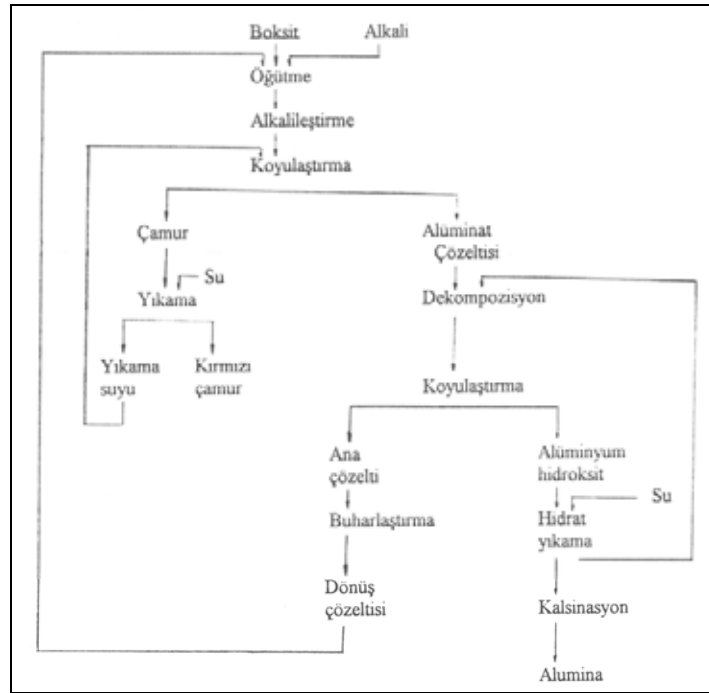 Boksit
Alkali
Öğütme
Alkalileştirme
Koyulaştırma
Çamur
Su
Yıkama
Yıkama
suyu
Kırmızı
çamur
Alüminat
Çözeltisi
Dekompozisyon
Koyulaştırma
Ana
çözelti
Buharlaştırma
Dönüş
çözeltisi
Alüminyum
hidroksit
Su
Hidrat
yıkama
Kalsinasyon
Alumina